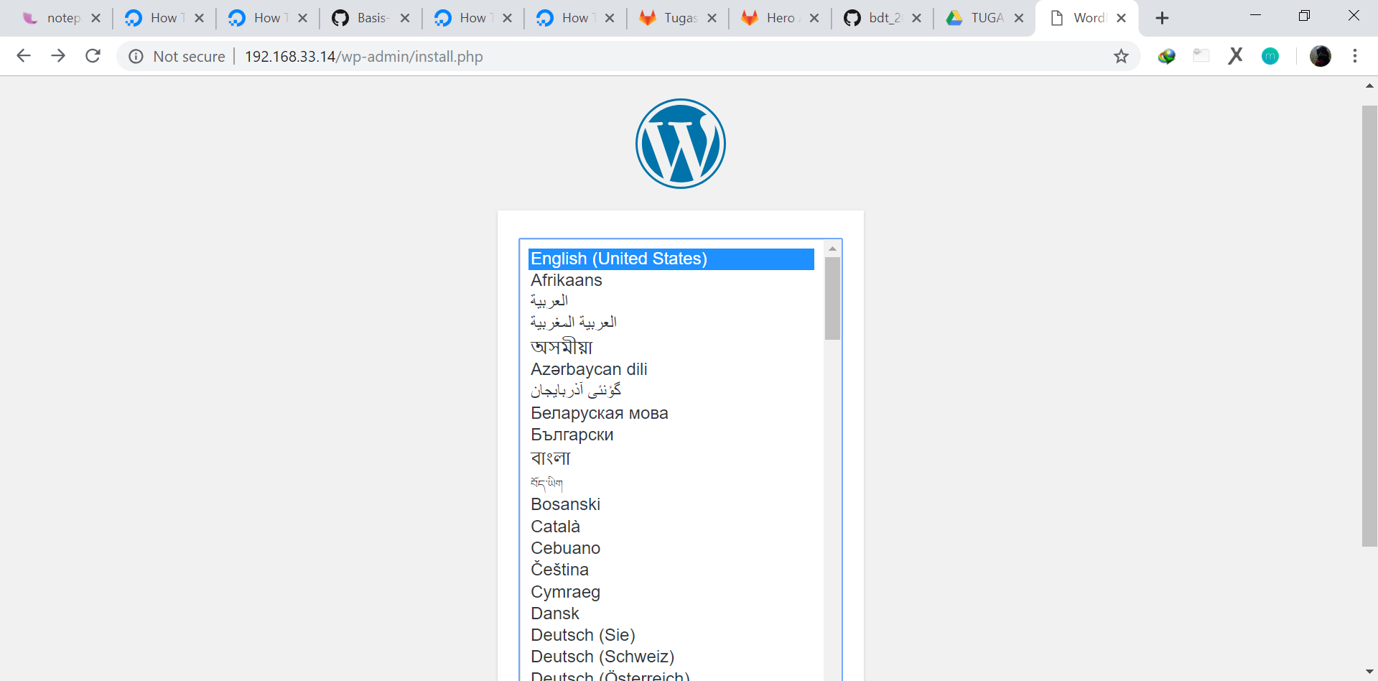 notep
How T
How T
Basis-
How T
How T
Tugas
Hero A
bdt_2
TUGA
Word
Not secure
192.168.33.14/wp-admin/install.php
English (United States)
Afrikaans
العربية
العربية المغربية
অসমীয়া
Azərbaycan dili
گؤنئی آذربایجان
Беларуская мова
Български
বাংলা
བོད་ཡིག
Bosanski
Català
Cebuano
Čeština
Cymraeg
Dansk
Deutsch (Sie)
Deutsch (Schweiz)
Deutsch (Österreich)